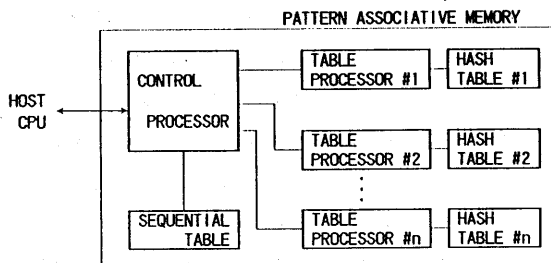 PATTERN ASSOCIATIVE MEMORY
CONTROL
PROCESSOR
HOST
CPU
TABLE
PROCESSOR #1
HASH
TABLE #1
TABLE
PROCESSOR #2
HASH
TABLE #2
SEQUENTIAL
TABLE
TABLE
PROCESSOR #n
HASH
TABLE #n